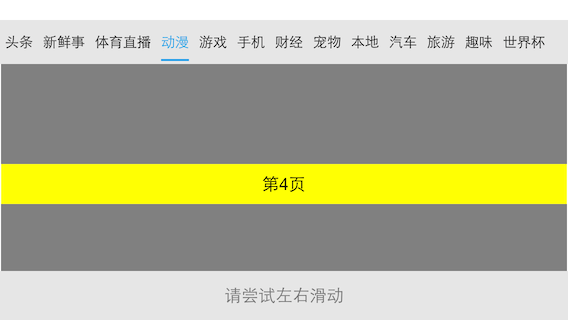 头条 新鲜事 体育直播 动漫 游戏 手机 财经 宠物 本地 汽车 旅游 趣味 世界杯
第4页
请尝试左右滑动